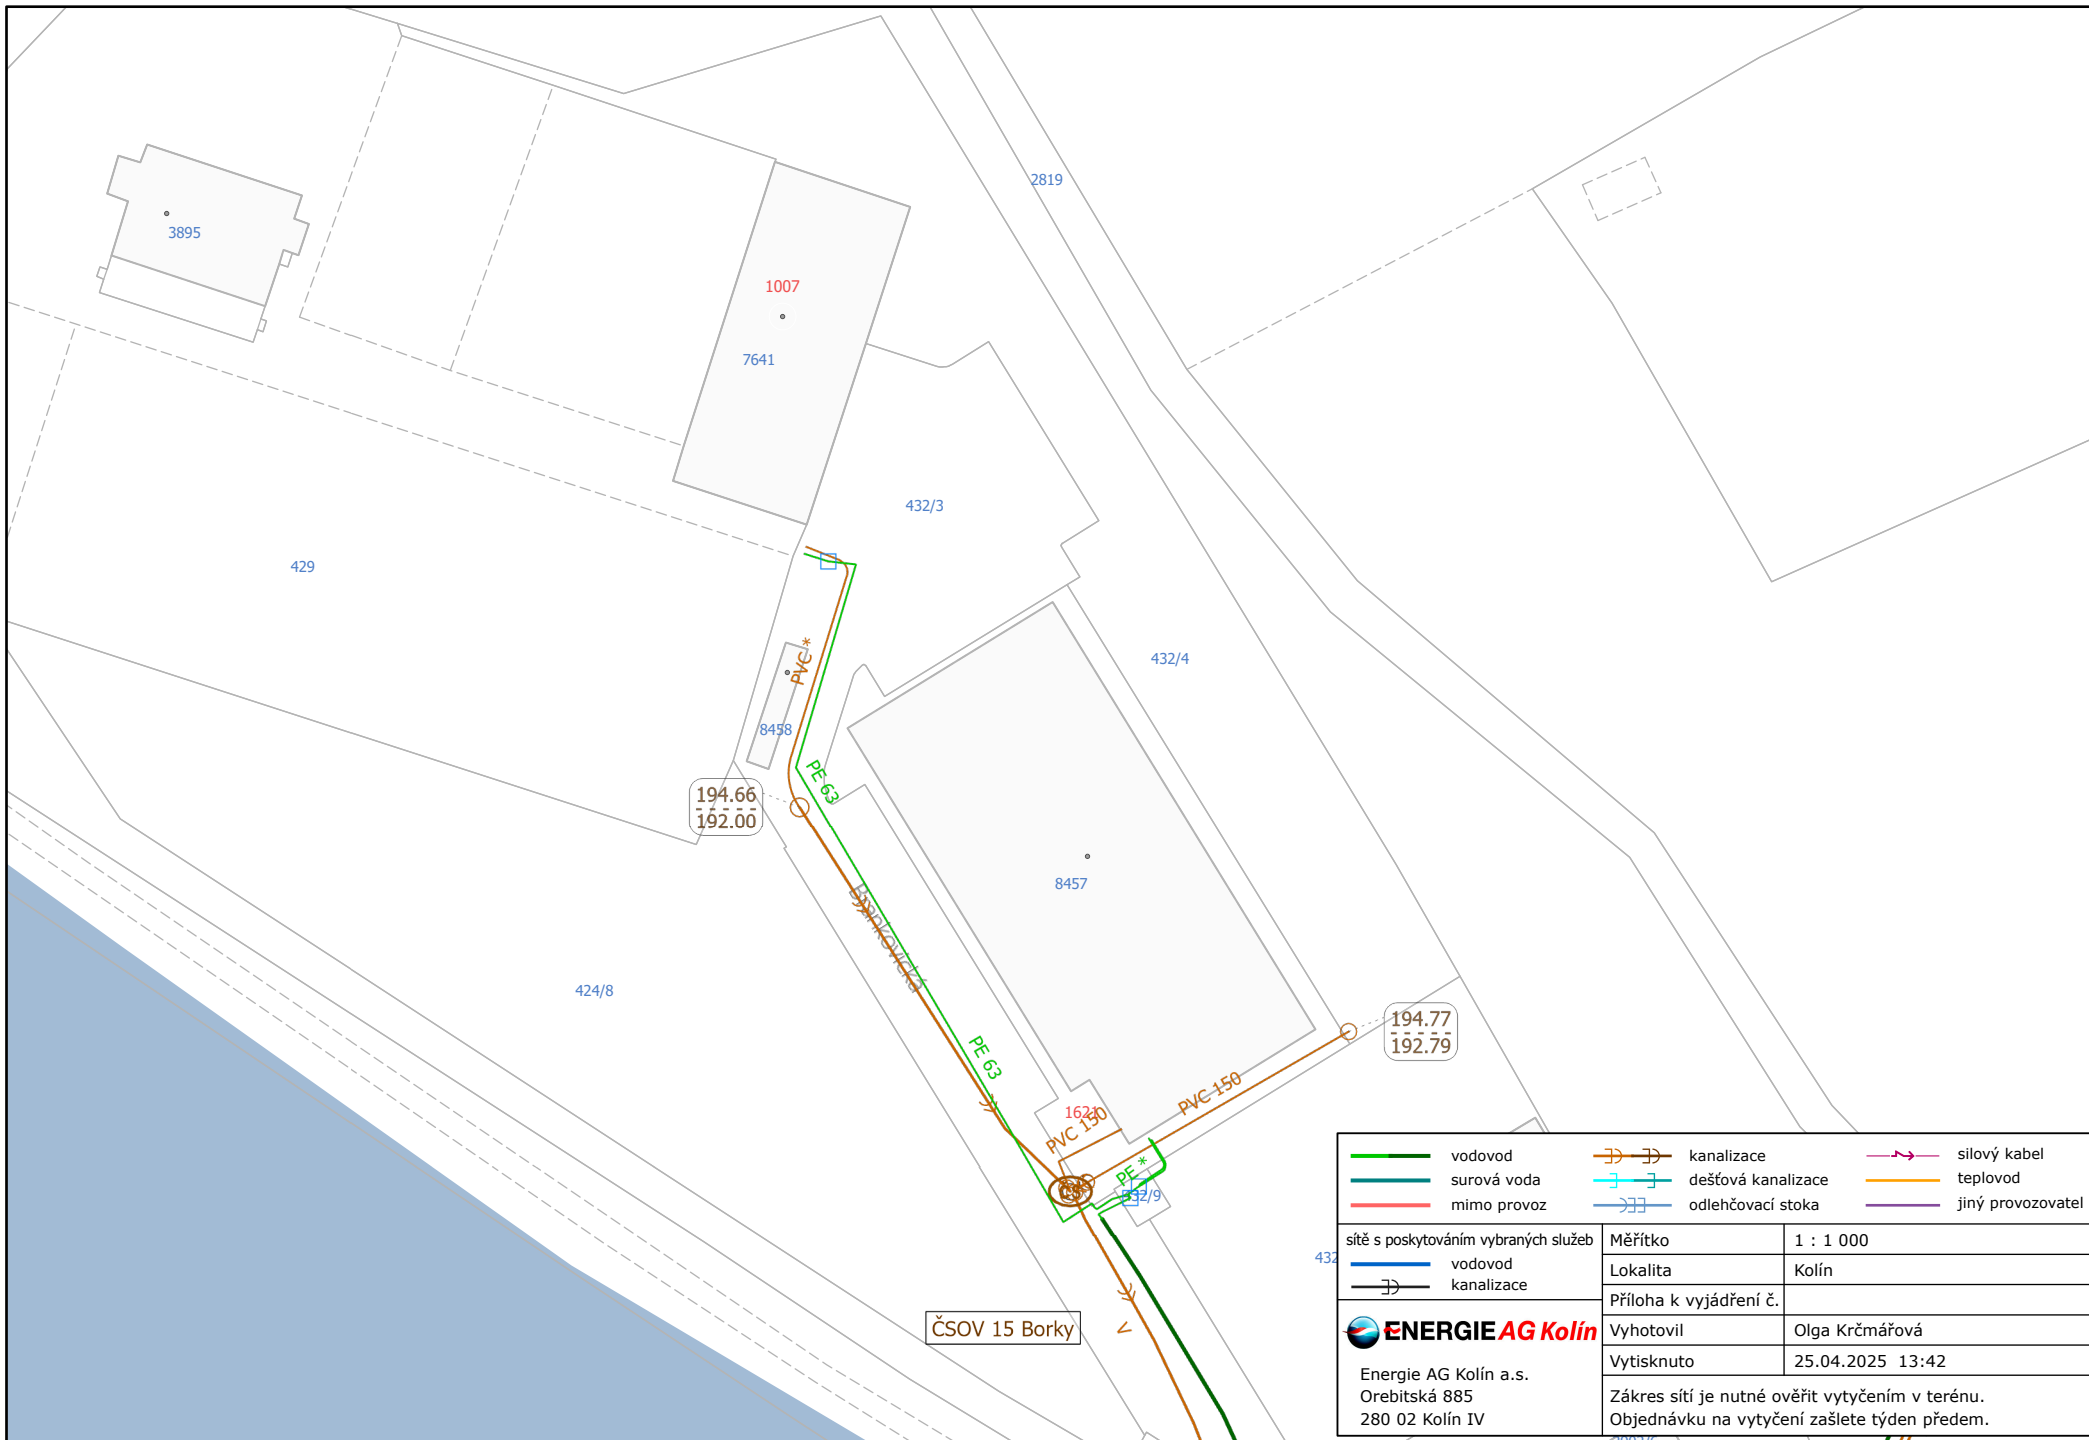 2819
3895
1007
7641
432/3
429
432/4
PVC *
8458
PE 63
194.66
192.00
8457
Brankovická
424/8
PE 63
194.77
192.79
PVC 150
1621
PVC 150
PE *
ČS
432/9
432
V
ČSOV 15 Borky
vodovod
kanalizace
silový kabel
surová voda
dešťová kanalizace
teplovod
mimo provoz
odlehčovací stoka
jiný provozovatel
sítě s poskytováním vybraných služeb
vodovod
kanalizace
Měřítko 1 : 1 000
Lokalita Kolín
Příloha k vyjádření č.
Vyhotovil Olga Krčmářová
Vytisknuto 25.04.2025 13:42
ENERGIE AG Kolín
Energie AG Kolín a.s.
Orebitská 885
280 02 Kolín IV
Zákres sítí je nutné ověřit vytyčením v terénu.
Objednávku na vytyčení zašlete týden předem.